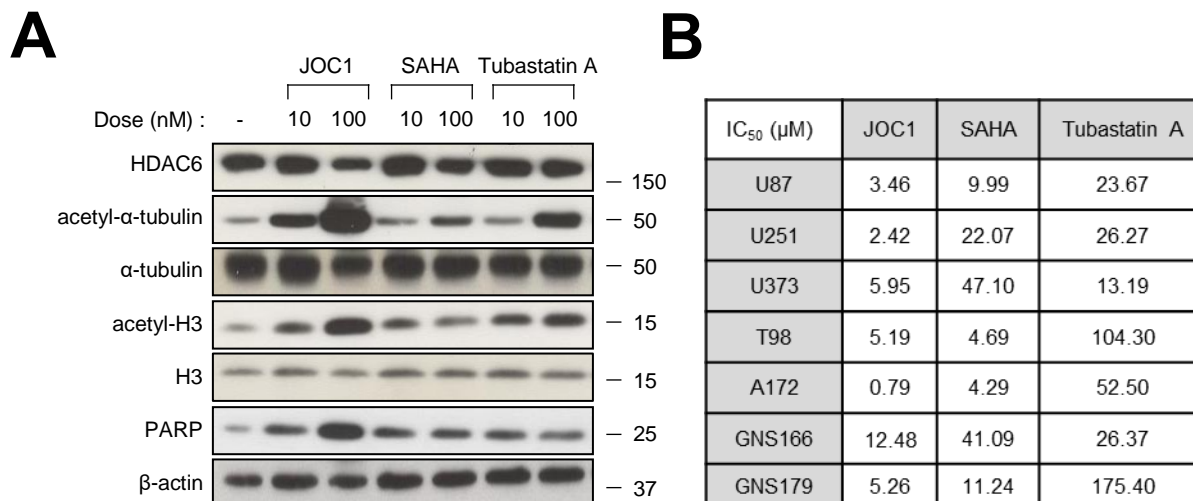 A
JOC1 SAHA Tubastatin A
Dose (nM) : - 10 100 10 100 10 100
HDAC6
— 150
acetyl-α-tubulin — 50
α-tubulin — 50
acetyl-H3 — 15
H3 — 15
PARP — 25
β-actin — 37
B
IC₅₀ (µM) JOC1 SAHA Tubastatin A
U87 3.46 9.99 23.67
U251 2.42 22.07 26.27
U373 5.95 47.10 13.19
T98 5.19 4.69 104.30
A172 0.79 4.29 52.50
GNS166 12.48 41.09 26.37
GNS179 5.26 11.24 175.40